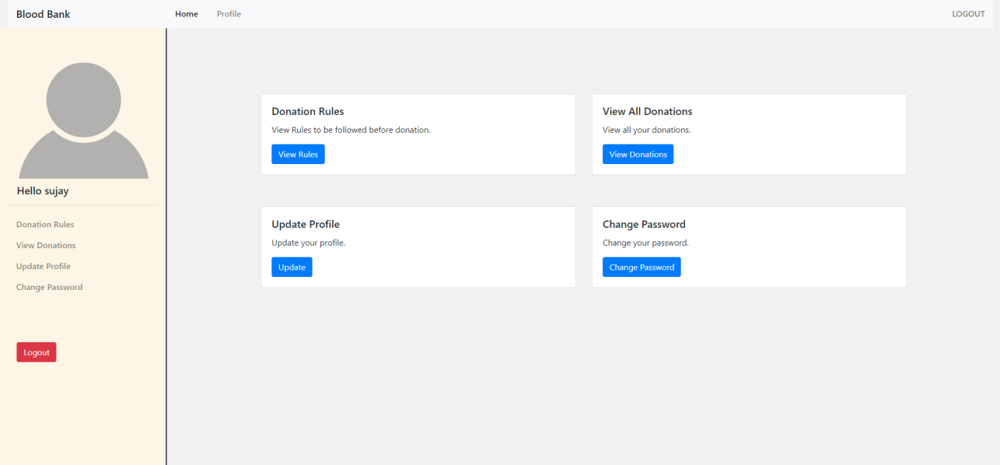 Blood Bank
Home
Profile
LOGOUT
Hello sujay
Donation Rules
View Donations
Update Profile
Change Password
Logout
Donation Rules
View Rules to be followed before donation.
View Rules
View All Donations
View all your donations.
View Donations
Update Profile
Update your profile.
Update
Change Password
Change your password.
Change Password